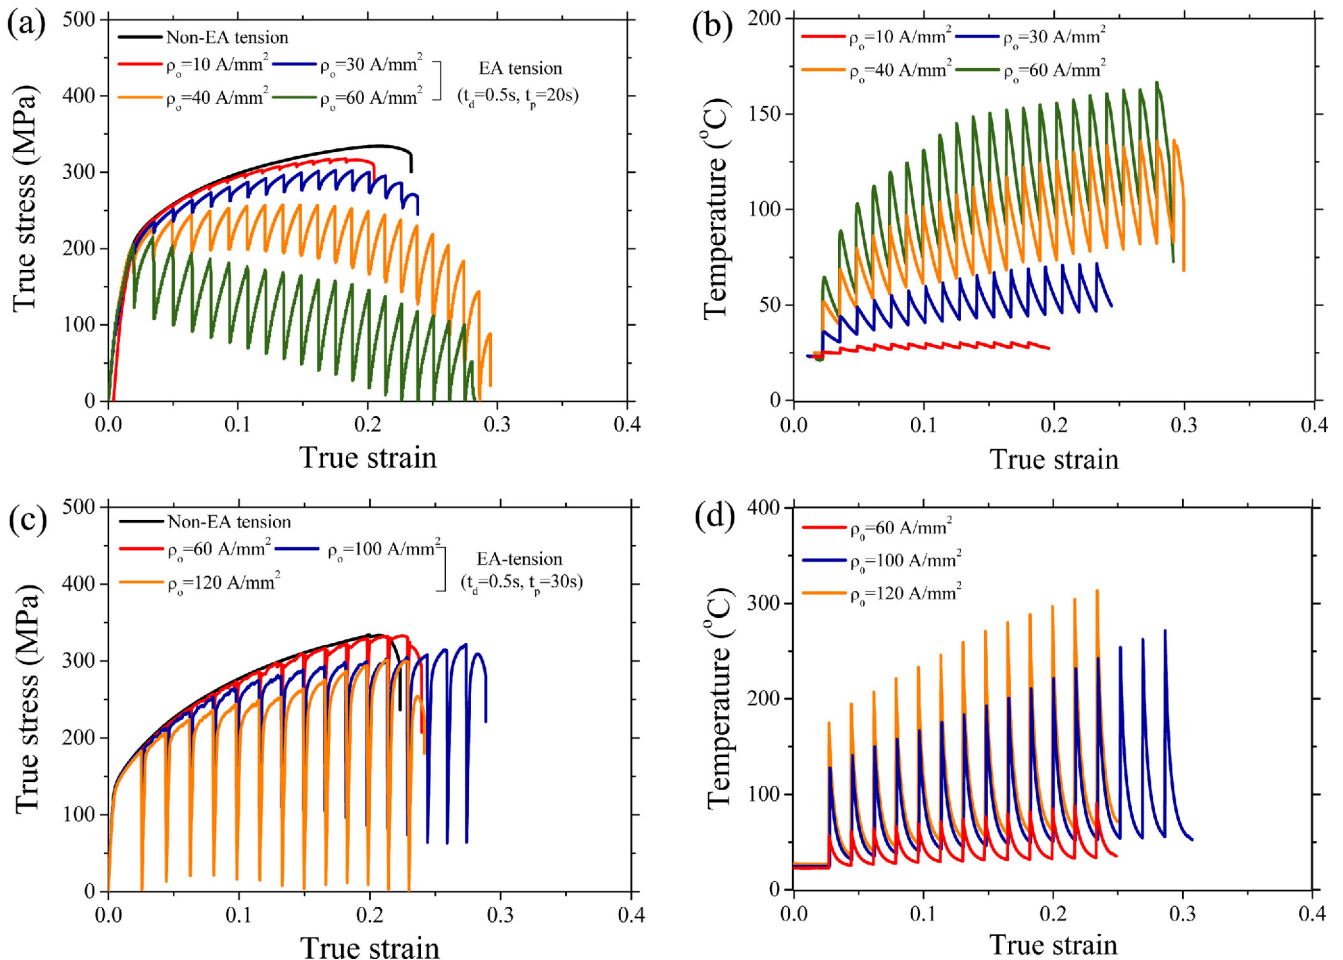 (a)
True stress (MPa)
500
400
300
200
100
0
Non-EA tension
ρo=10 A/mm²
ρo=30 A/mm²
ρo=40 A/mm²
ρo=60 A/mm²
EA tension
(td=0.5s, tp=20s)
0.0 0.1 0.2 0.3 0.4
True strain
(b)
Temperature (°C)
200
150
100
50
0
ρo=10 A/mm²
ρo=30 A/mm²
ρo=40 A/mm²
ρo=60 A/mm²
0.0 0.1 0.2 0.3 0.4
True strain
(c)
True stress (MPa)
500
400
300
200
100
0
Non-EA tension
ρo=60 A/mm²
ρo=100 A/mm²
ρo=120 A/mm²
EA-tension
(td=0.5s, tp=30s)
0.0 0.1 0.2 0.3 0.4
True strain
(d)
Temperature (°C)
400
300
200
100
0
ρ0=60 A/mm²
ρ0=100 A/mm²
ρ0=120 A/mm²
0.0 0.1 0.2 0.3 0.4
True strain